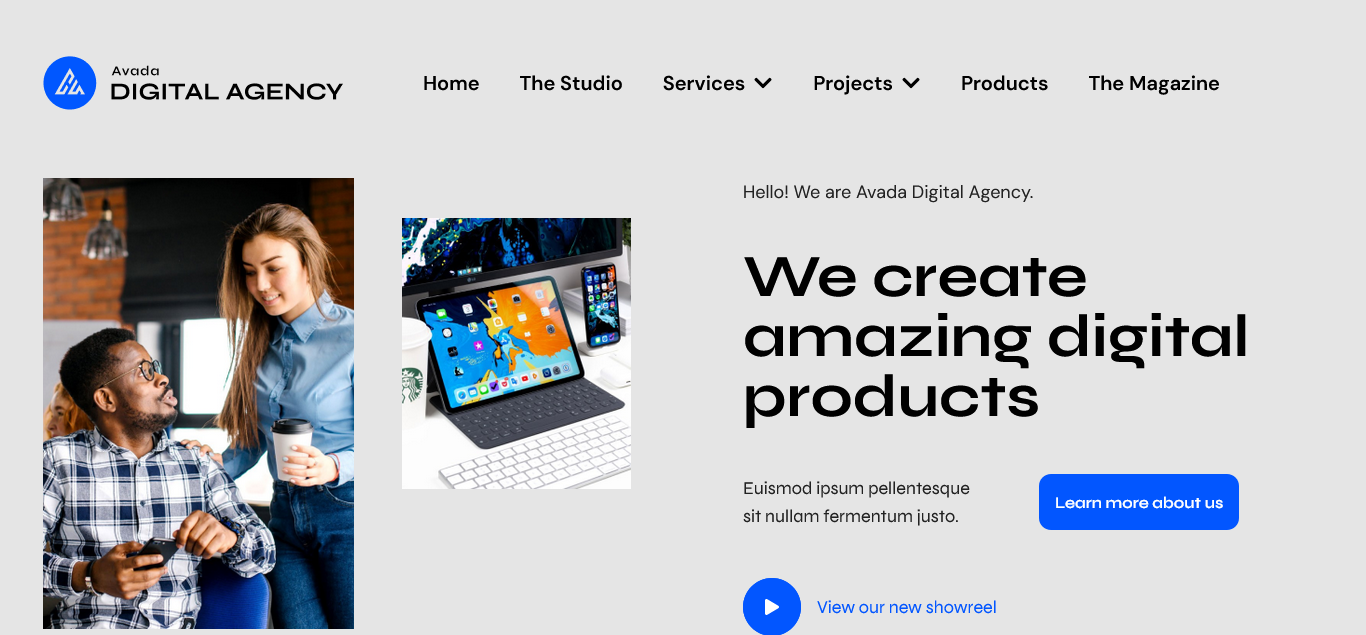 Avada
DIGITAL AGENCY
Home
The Studio
Services
Projects
Products
The Magazine
Hello! We are Avada Digital Agency.
We create
amazing digital
products
Euismod ipsum pellentesque
sit nullam fermentum justo.
Learn more about us
View our new showreel